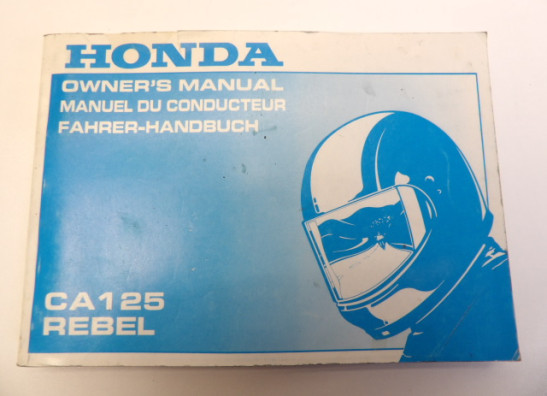 HONDA
OWNER'S MANUAL
MANUEL DU CONDUCTEUR
FAHRER-HANDBUCH
CA125
REBEL